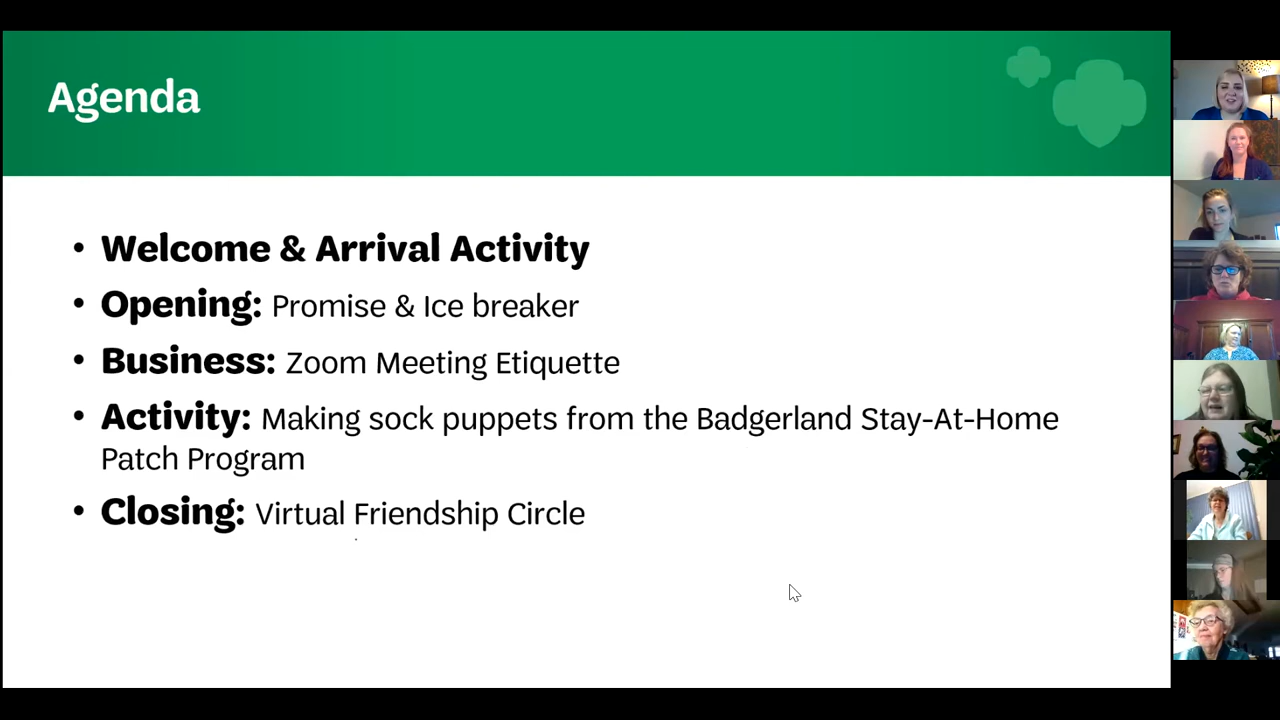 Agenda
• Welcome & Arrival Activity
• Opening: Promise & Ice breaker
• Business: Zoom Meeting Etiquette
• Activity: Making sock puppets from the Badgerland Stay-At-Home
Patch Program
• Closing: Virtual Friendship Circle